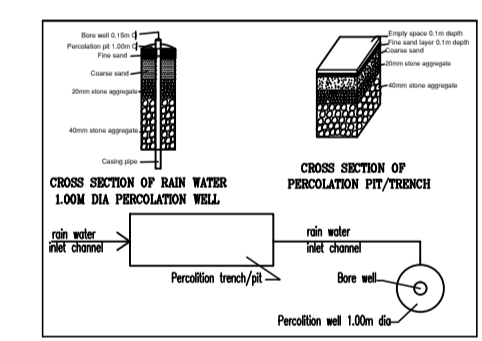 Bore well 0.15m
Percolation pit 1.00m
Fine sand
Coarse sand
20mm stone aggregate
40mm stone aggregate
Casing pipe
CROSS SECTION OF RAIN WATER
1.00M DIA PERCOLATION WELL
Empty space 0.1m depth
Fine sand layer 0.1m depth
Coarse sand
20mm stone aggregate
40mm stone aggregate
CROSS SECTION OF
PERCOLATION PIT/TRENCH
rain water
inlet channel
Percolition trench/pit
rain water
inlet channel
Bore well
Percolition well 1.00m dia